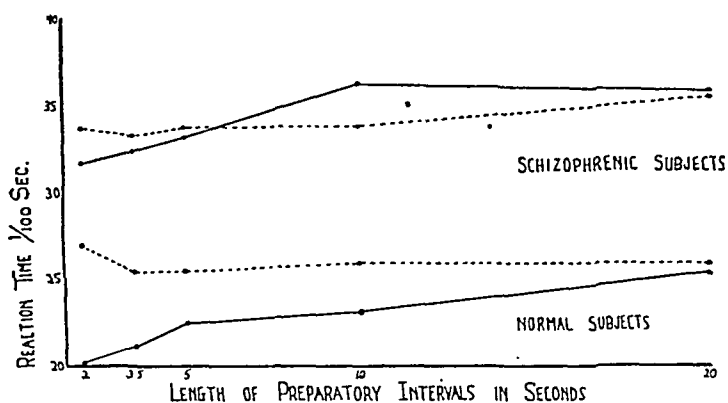 40
35
30
25
20
REACTION TIME 1/100 SEC.
SCHIZOPHRENIC SUBJECTS
NORMAL SUBJECTS
2 3.5 5 10 20
LENGTH OF PREPARATORY INTERVALS IN SECONDS